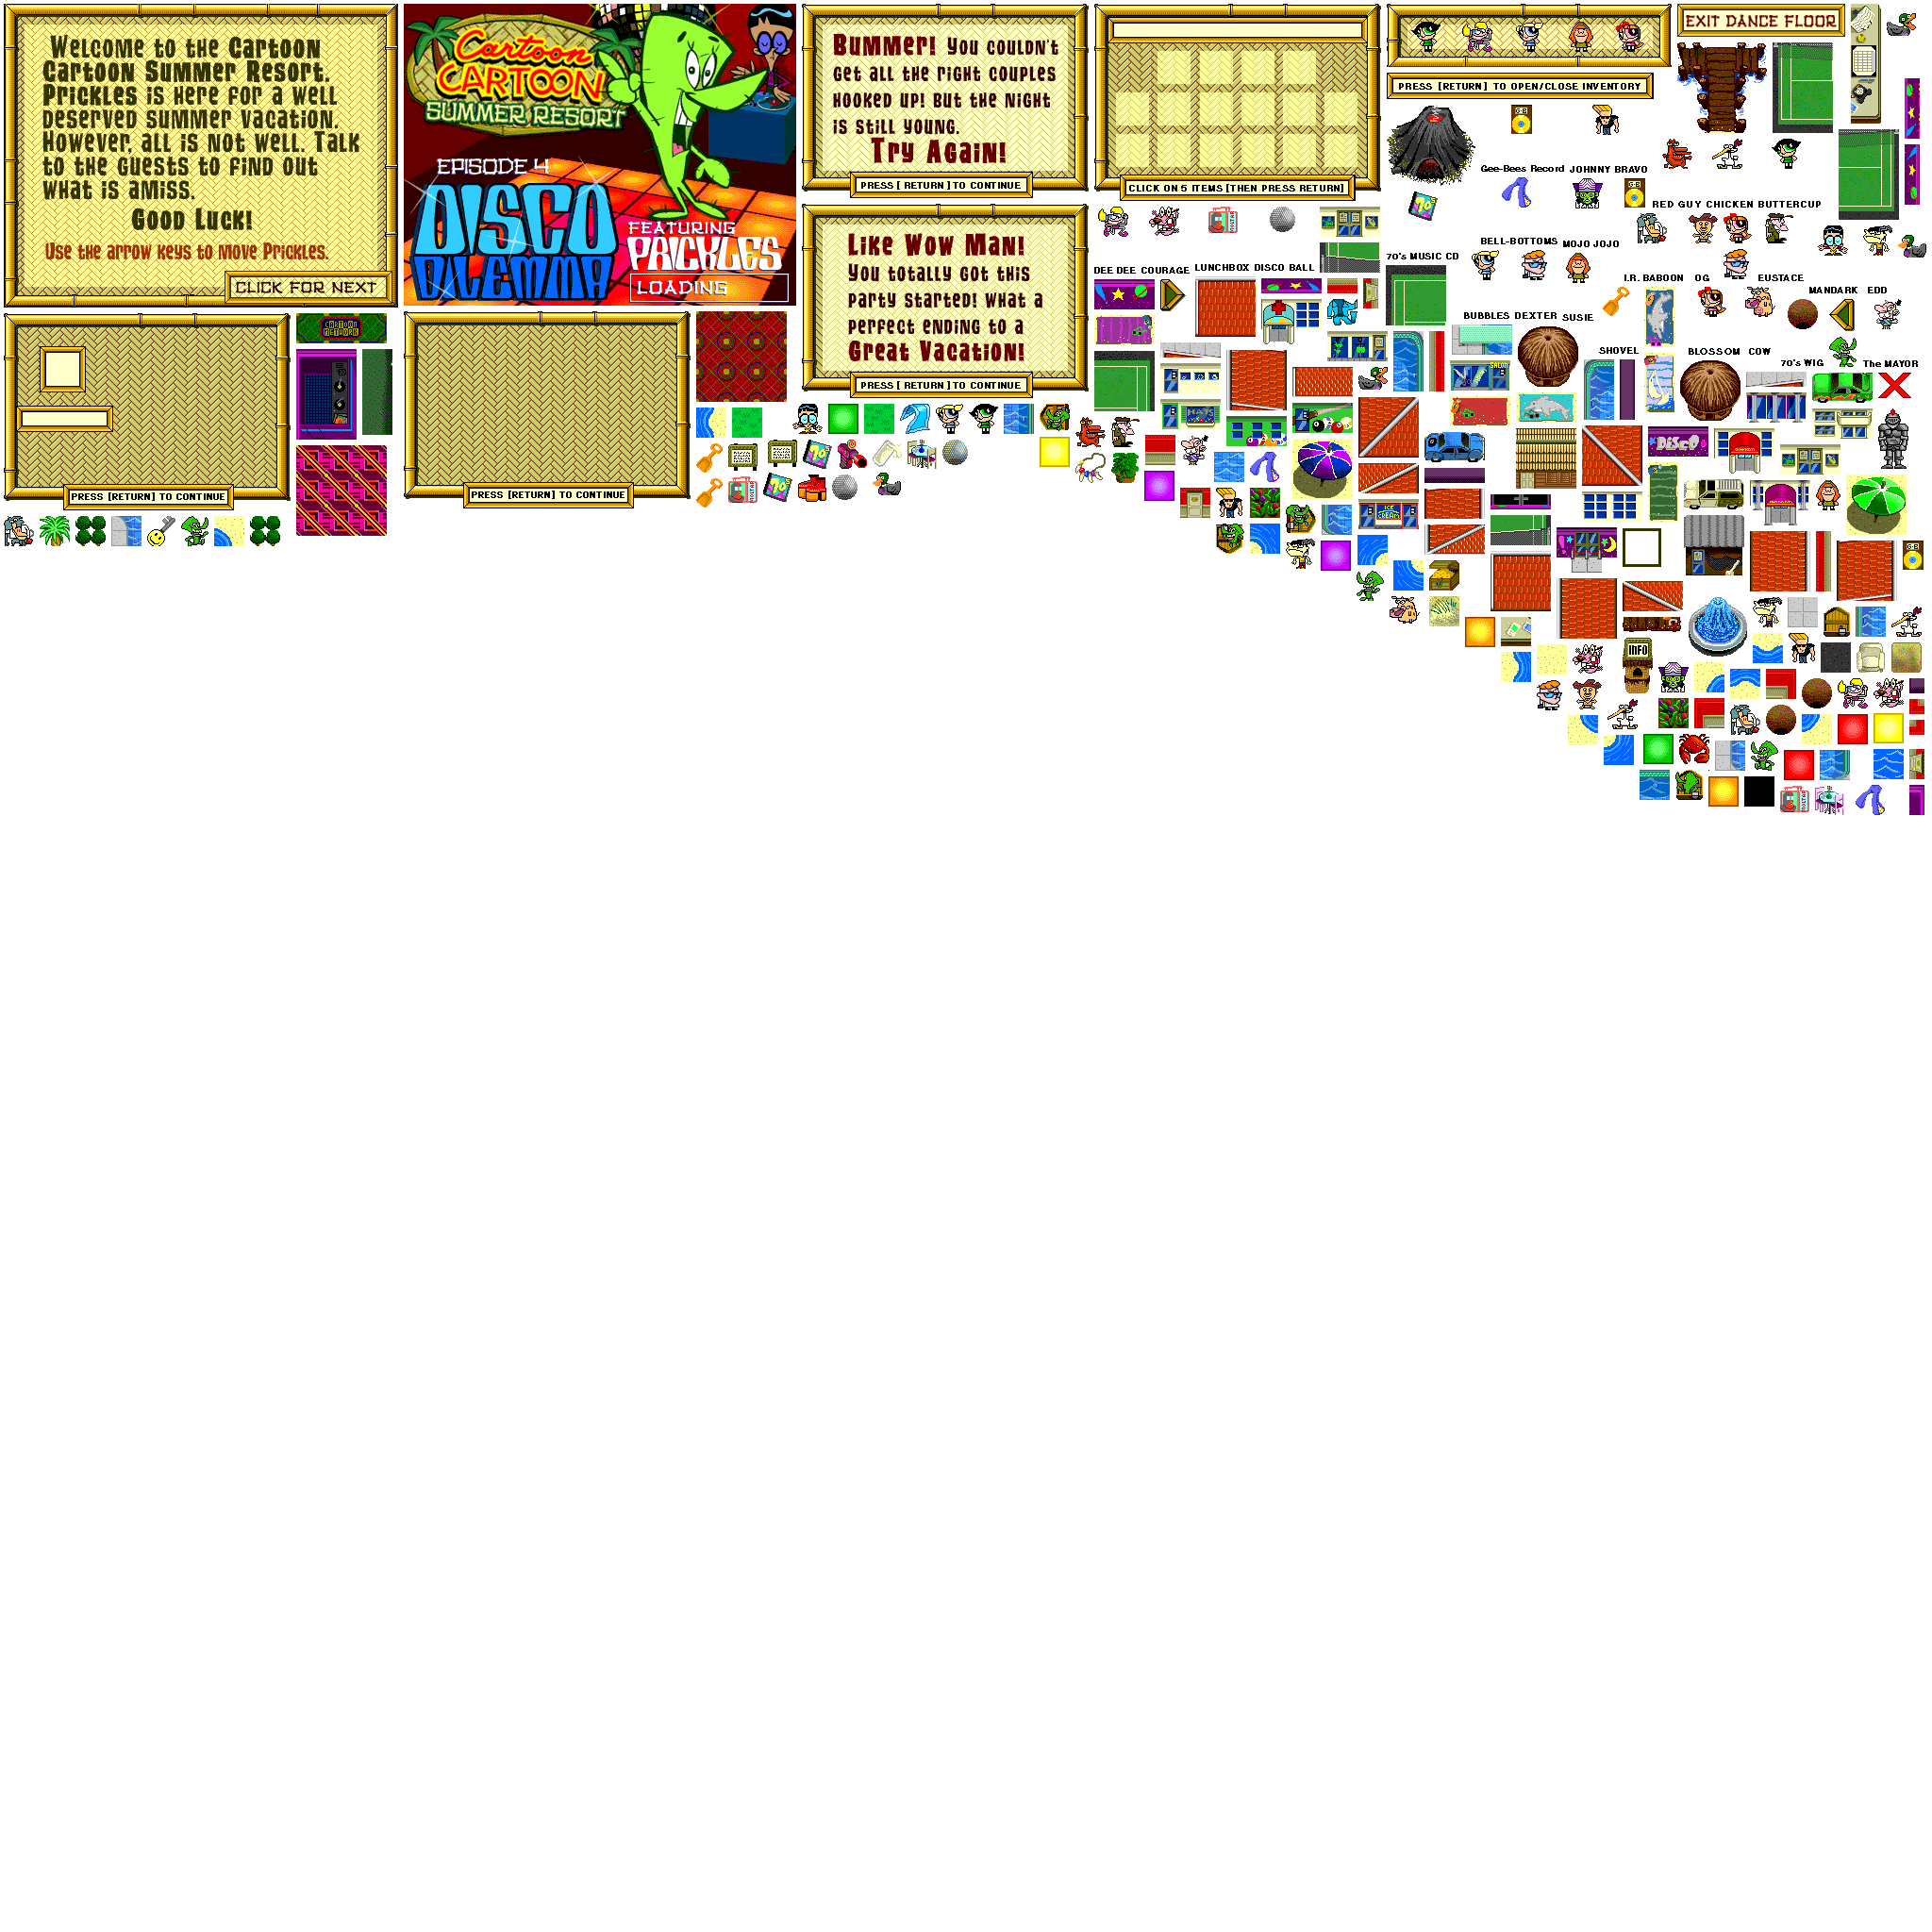 Welcome to the Cartoon
Cartoon Summer Resort.
Prickles is here for a well
deserved summer vacation.
However, all is not well. Talk
to the guests to find out
what is amiss.
Good Luck!
Use the arrow keys to move Prickles.
CLICK FOR NEXT
Cartoon
CARTOON
SUMMER RESORT
EPISODE 4
DISCO
DILEMMA
FEATURING
PRICKLES
LOADING
Bummer! You couldn't
get all the right couples
hooked up! But the night
is still young.
Try Again!
PRESS [ RETURN ] TO CONTINUE
Like Wow Man!
You totally got this
party started! What a
perfect ending to a
Great Vacation!
PRESS [ RETURN ] TO CONTINUE
CLICK ON 5 ITEMS [THEN PRESS RETURN]
PRESS [RETURN] TO OPEN/CLOSE INVENTORY
EXIT DANCE FLOOR
Gee-Bees Record
JOHNNY BRAVO
RED GUY
CHICKEN
BUTTERCUP
BELL-BOTTOMS
MOJO JOJO
70's MUSIC CD
DEE DEE
COURAGE
LUNCHBOX
DISCO BALL
I.R. BABOON
OG
EUSTACE
MANDARK
EDD
BUBBLES
DEXTER
SUSIE
SHOVEL
BLOSSOM
COW
70's WIG
The MAYOR
CARTOON
NETWORK
PRESS [RETURN] TO CONTINUE
PRESS [RETURN] TO CONTINUE
HATS
DISCO
ICE
CREAM
INFO